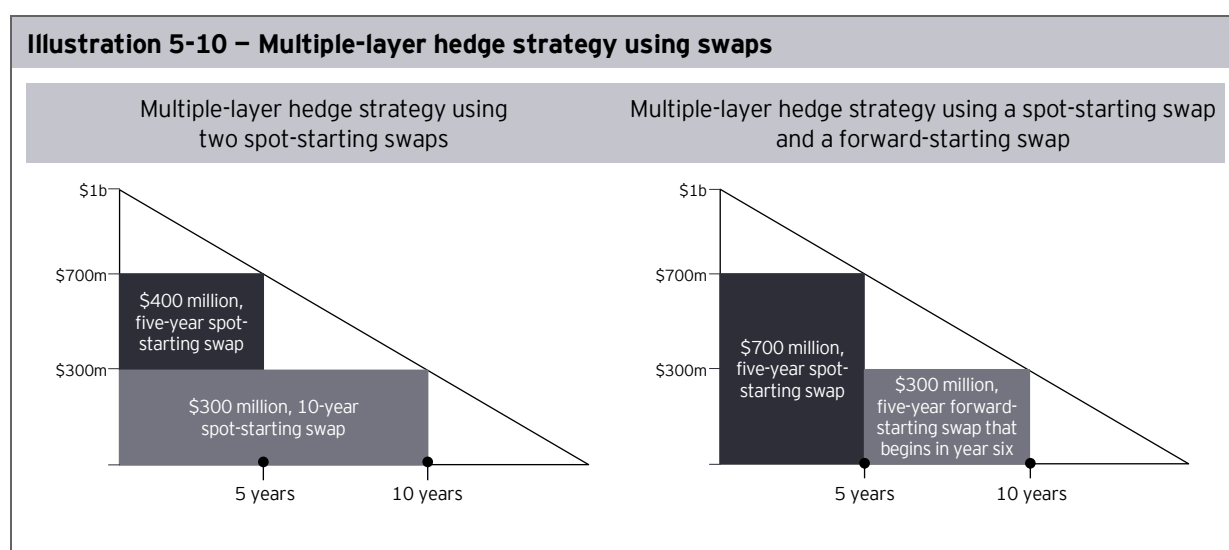 Illustration 5-10 – Multiple-layer hedge strategy using swaps
Multiple-layer hedge strategy using
two spot-starting swaps
$1b
$700m
$400 million,
five-year spot-
starting swap
$300m
$300 million, 10-year
spot-starting swap
5 years
10 years
Multiple-layer hedge strategy using a spot-starting swap
and a forward-starting swap
$1b
$700m
$700 million,
five-year spot-
starting swap
$300m
$300 million,
five-year forward-
starting swap that
begins in year six
5 years
10 years